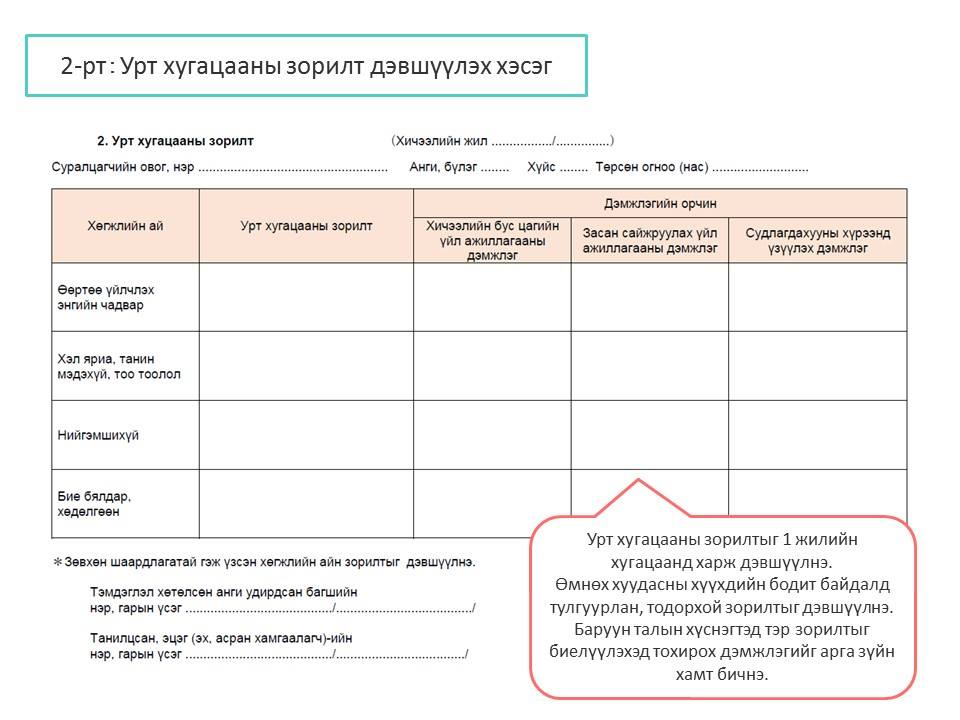 2-рт: Урт хугацааны зорилт дэвшүүлэх хэсэг
2. Урт хугацааны зорилт (Хичээлийн жил ................./...............)
Суралцагчийн овог, нэр ..................................................... Анги, бүлэг ........ Хүйс ........ Төрсөн огноо (нас) ...........................
Хөгжлийн ай
Урт хугацааны зорилт
Дэмжлэгийн орчин
Хичээлийн бус цагийн
үйл ажиллагааны
дэмжлэг
Засан сайжруулах үйл
ажиллагааны дэмжлэг
Судлагдахууны хүрээнд
үзүүлэх дэмжлэг
Өөртөө үйлчлэх
энгийн чадвар
Хэл яриа, танин
мэдэхүй, тоо тоолол
Нийгэмшихүй
Бие бялдар,
хөдөлгөөн
＊Зөвхөн шаардлагатай гэж үзсэн хөгжлийн айн зорилтыг дэвшүүлнэ.
Тэмдэглэл хөтөлсөн анги удирдсан багшийн
нэр, гарын үсэг ........................................./....................................../
Танилцсан, эцэг (эх, асран хамгаалагч)-ийн
нэр, гарын үсэг ........................................./..................................../
Урт хугацааны зорилтыг 1 жилийн
хугацаанд харж дэвшүүлнэ.
Өмнөх хуудасны хүүхдийн бодит байдалд
тулгуурлан, тодорхой зорилтыг дэвшүүлнэ.
Баруун талын хүснэгтэд тэр зорилтыг
биелүүлэхэд тохирох дэмжлэгийг арга зүйн
хамт бичнэ.